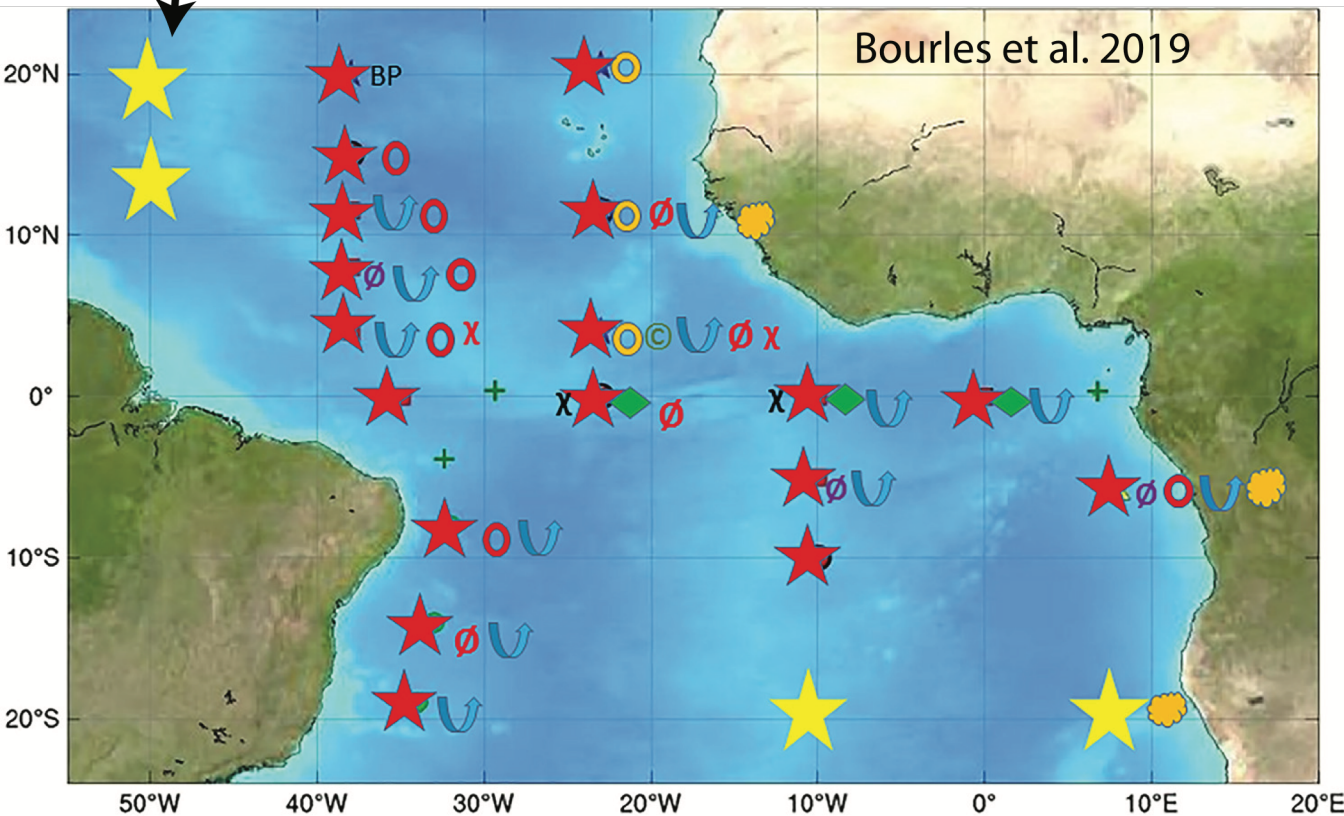 Bourles et al. 2019
20°N
BP
O
O
O
10°N
O
O Ø
Ø O
O χ
O © Ø χ
0°
χ Ø
χ
Ø
Ø O
O
10°S
Ø
20°S
50°W 40°W 30°W 20°W 10°W 0° 10°E 20°E